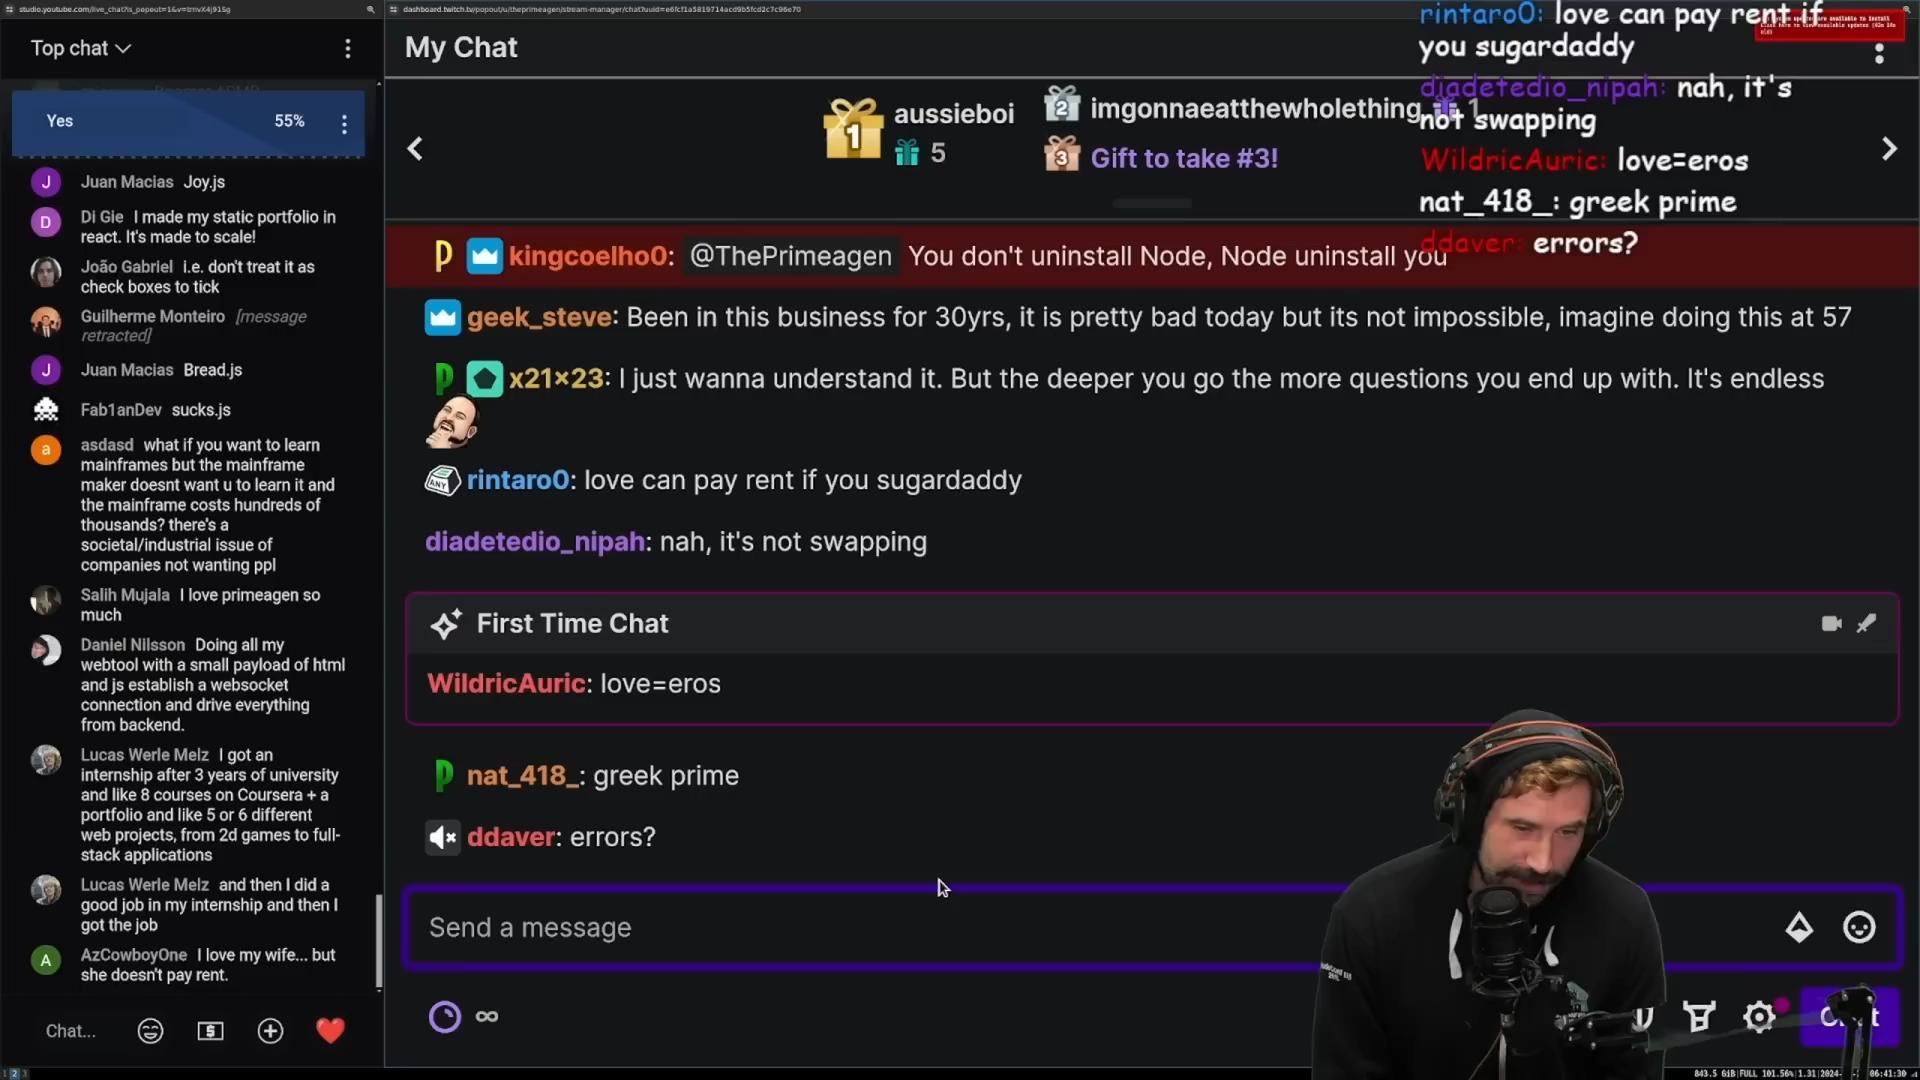 studio.youtube.com/live_chat?is_popout=1&v=trnvX4j915g
dashboard.twitch.tv/popout/u/theprimeagen/stream-manager/chat?uuid=e6fcf1a5819714acd9b5fcd2c7c96e70
Top chat
Yes 55%
Juan Macias Joy.js
Di Gie I made my static portfolio in
react. It's made to scale!
João Gabriel i.e. don't treat it as
check boxes to tick
Guilherme Monteiro [message
retracted]
Juan Macias Bread.js
Fab1anDev sucks.js
asdasd what if you want to learn
mainframes but the mainframe
maker doesnt want u to learn it and
the mainframe costs hundreds of
thousands? there's a
societal/industrial issue of
companies not wanting ppl
Salih Mujala I love primeagen so
much
Daniel Nilsson Doing all my
webtool with a small payload of html
and js establish a websocket
connection and drive everything
from backend.
Lucas Werle Melz I got an
internship after 3 years of university
and like 8 courses on Coursera + a
portfolio and like 5 or 6 different
web projects, from 2d games to full-
stack applications
Lucas Werle Melz and then I did a
good job in my internship and then I
got the job
AzCowboyOne I love my wife... but
she doesn't pay rent.
Chat...
My Chat
1 aussieboi
5
2 imgonnaeatthewholething 1
3 Gift to take #3!
kingcoelho0: @ThePrimeagen You don't uninstall Node, Node uninstall you
geek_steve: Been in this business for 30yrs, it is pretty bad today but its not impossible, imagine doing this at 57
x21x23: I just wanna understand it. But the deeper you go the more questions you end up with. It's endless
ANY rintaro0: love can pay rent if you sugardaddy
diadetedio_nipah: nah, it's not swapping
First Time Chat
WildricAuric: love=eros
nat_418_: greek prime
ddaver: errors?
Send a message
rintaro0: love can pay rent if
you sugardaddy
diadetedio_nipah: nah, it's
not swapping
WildricAuric: love=eros
nat_418_: greek prime
ddaver: errors?
1 2 3